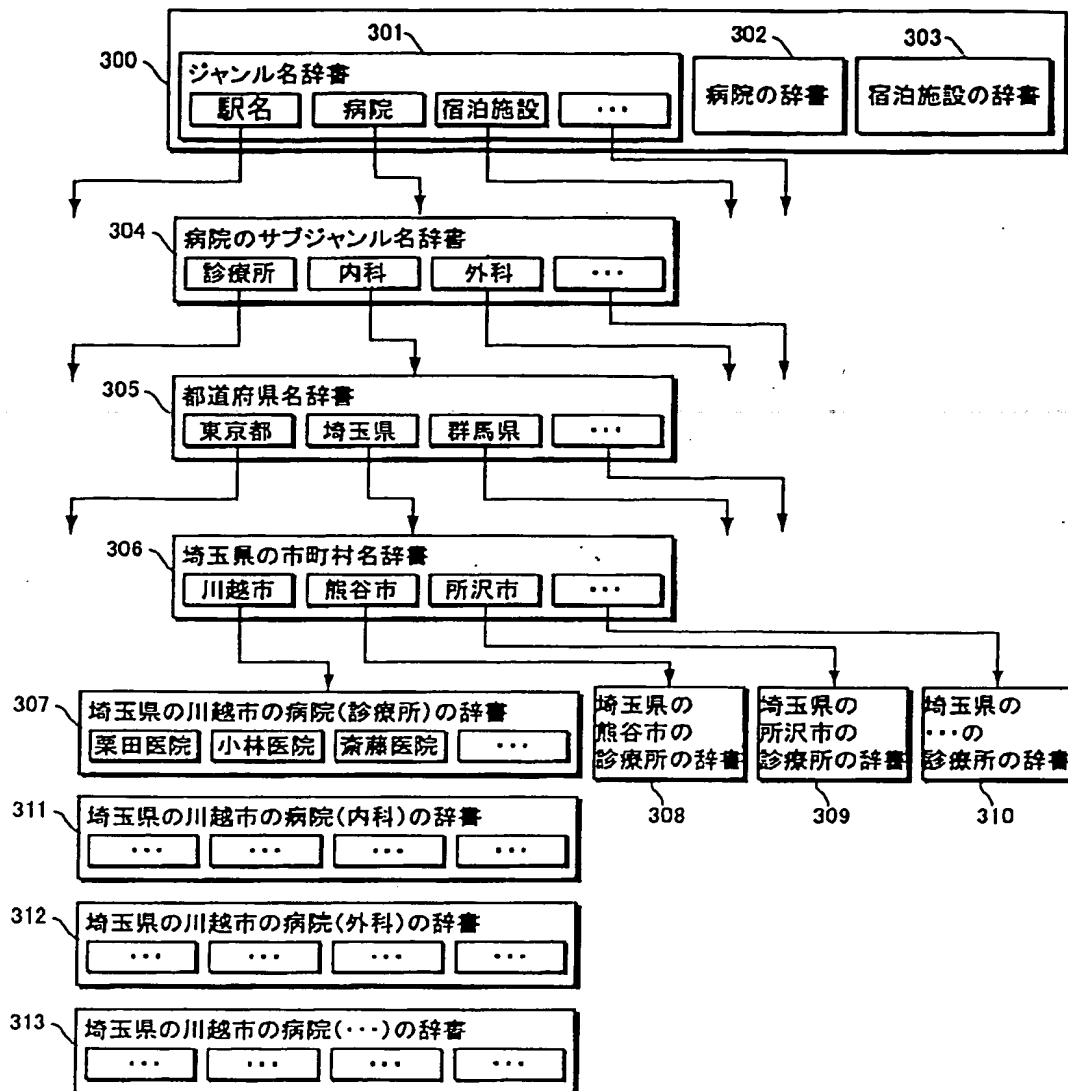 301
302
303
300
ジャンル名辞書
駅名
病院
宿泊施設
・・・
病院の辞書
宿泊施設の辞書
304
病院のサブジャンル名辞書
診療所
内科
外科
・・・
305
都道府県名辞書
東京都
埼玉県
群馬県
・・・
306
埼玉県の市町村名辞書
川越市
熊谷市
所沢市
・・・
307
埼玉県の川越市の病院(診療所)の辞書
栗田医院
小林医院
斎藤医院
・・・
埼玉県の
熊谷市の
診療所の辞書
308
埼玉県の
所沢市の
診療所の辞書
309
埼玉県の
・・・の
診療所の辞書
310
311
埼玉県の川越市の病院(内科)の辞書
・・・
・・・
・・・
・・・
312
埼玉県の川越市の病院(外科)の辞書
・・・
・・・
・・・
・・・
313
埼玉県の川越市の病院(・・・)の辞書
・・・
・・・
・・・
・・・